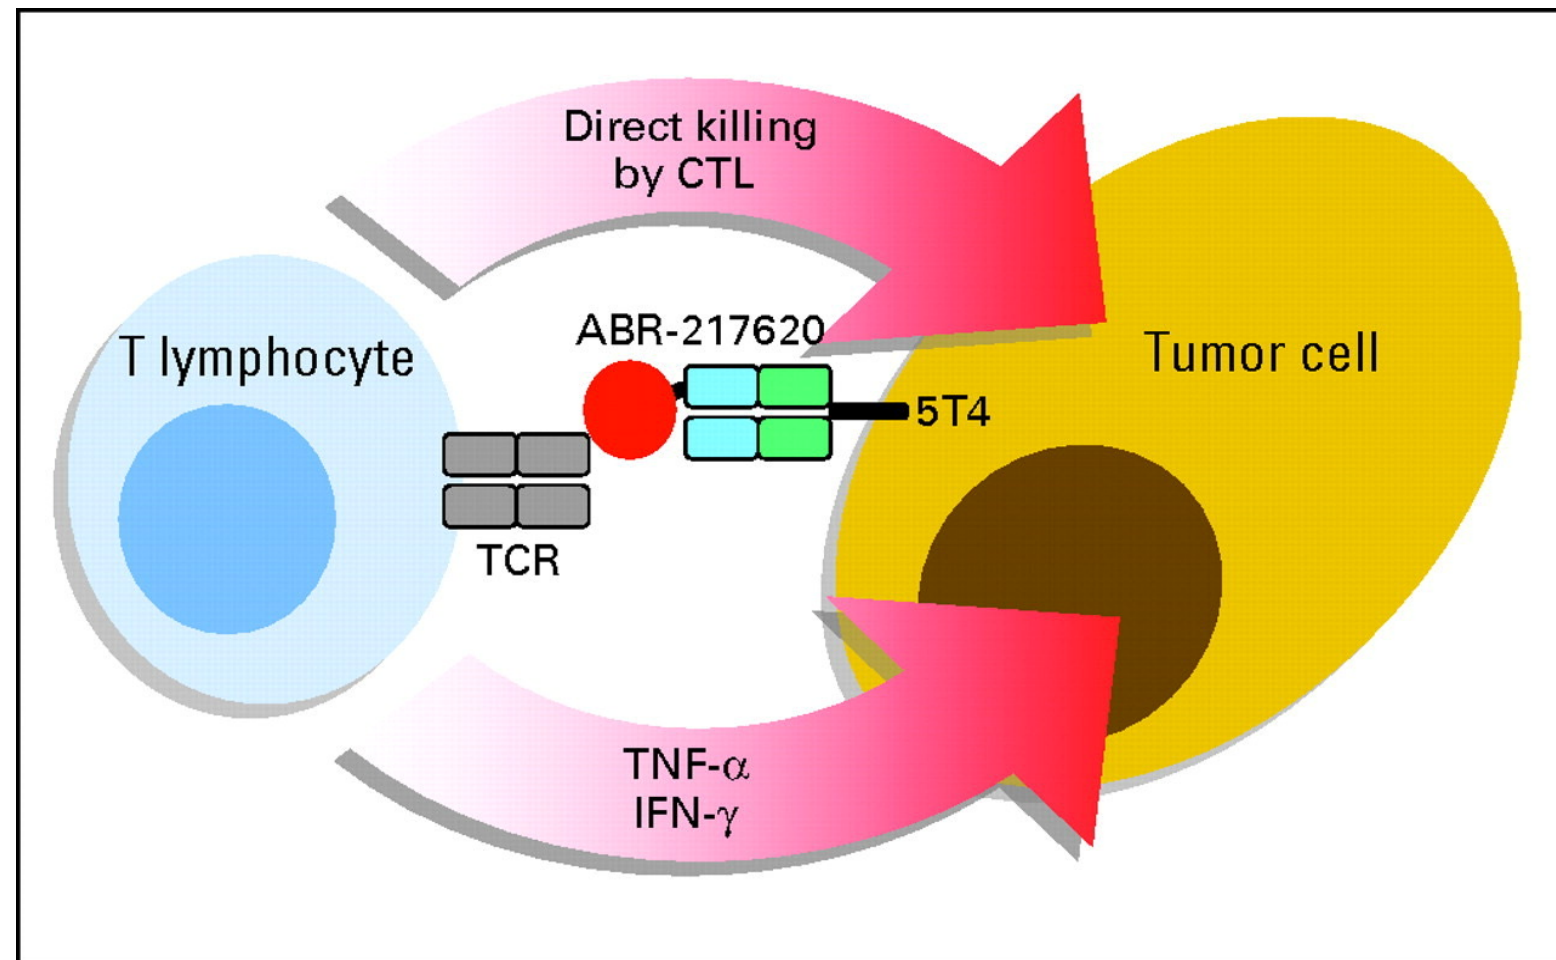 Direct killing
by CTL
ABR-217620
T lymphocyte
Tumor cell
5T4
TCR
TNF-α
IFN-γ